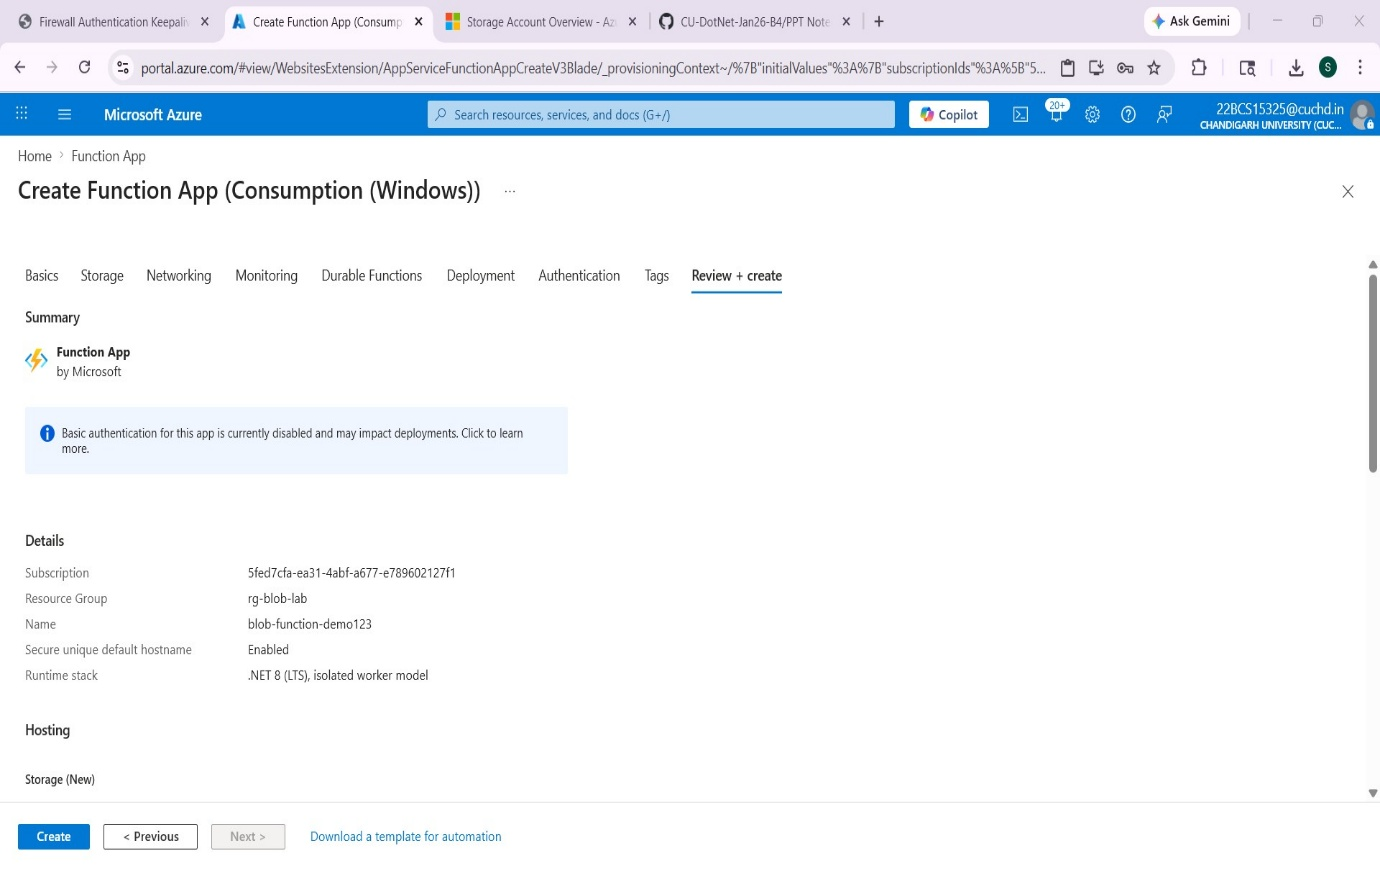 Firewall Authentication Keepaliv
Create Function App (Consump
Storage Account Overview - Az
CU-DotNet-Jan26-B4/PPT Note
Ask Gemini
portal.azure.com/#view/WebsitesExtension/AppServiceFunctionAppCreateV3Blade/_provisioningContext~/%7B"initialValues"%3A%7B"subscriptionIds"%3A%5B"5...
S
Microsoft Azure
Search resources, services, and docs (G+/)
Copilot
20+
22BCS15325@cuchd.in
CHANDIGARH UNIVERSITY (CUC...
Home > Function App
Create Function App (Consumption (Windows)) ...
Basics Storage Networking Monitoring Durable Functions Deployment Authentication Tags Review + create
Summary
Function App
by Microsoft
Basic authentication for this app is currently disabled and may impact deployments. Click to learn
more.
Details
Subscription 5fed7cfa-ea31-4abf-a677-e789602127f1
Resource Group rg-blob-lab
Name blob-function-demo123
Secure unique default hostname Enabled
Runtime stack .NET 8 (LTS), isolated worker model
Hosting
Storage (New)
Create < Previous Next > Download a template for automation